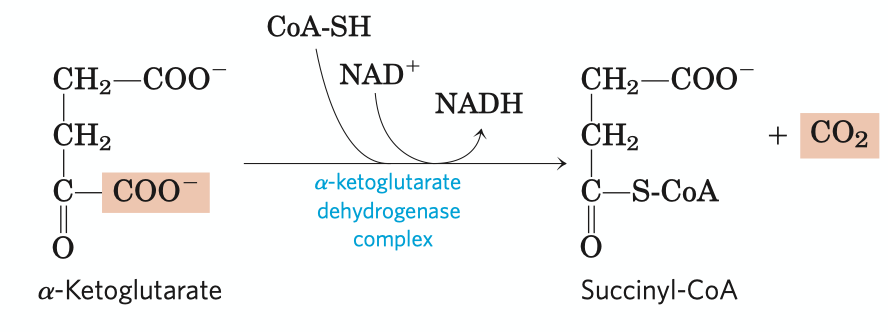 CoA-SH
NAD⁺
NADH
CH₂—COO⁻
CH₂
C—COO⁻
O
α-Ketoglutarate
α-ketoglutarate
dehydrogenase
complex
CH₂—COO⁻
CH₂
C—S-CoA
O
Succinyl-CoA
+ CO₂